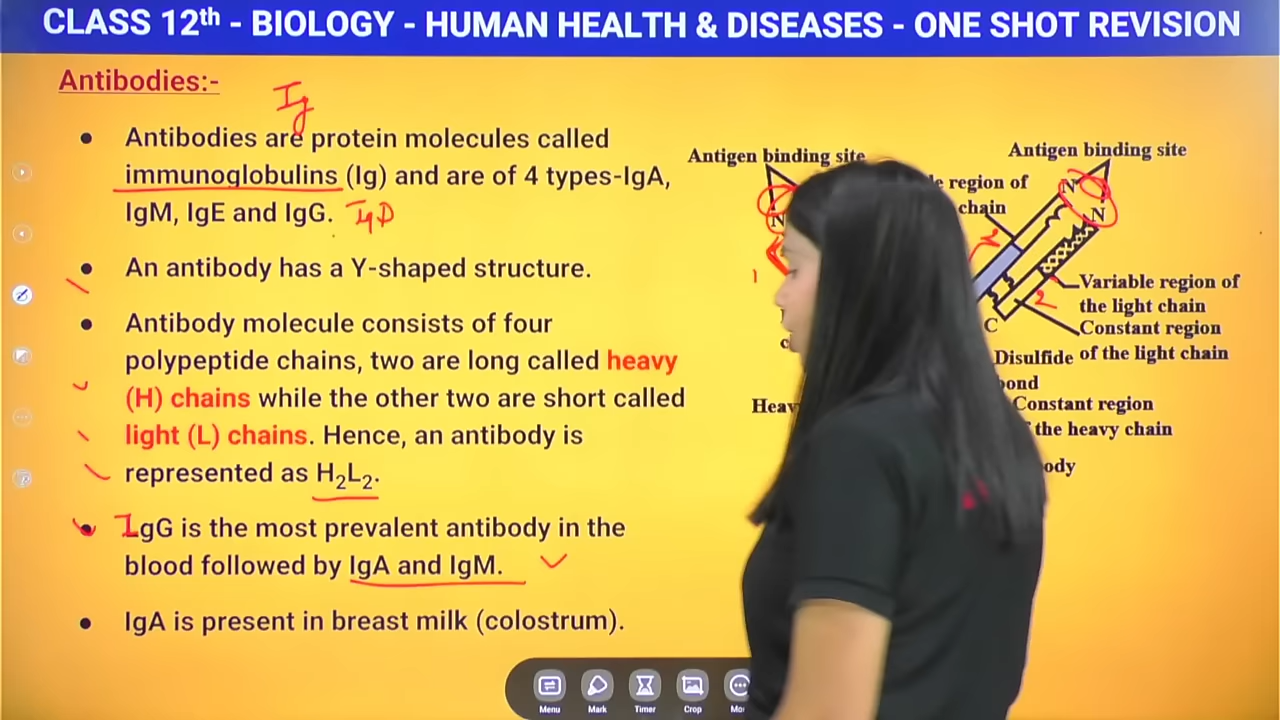 CLASS 12th - BIOLOGY - HUMAN HEALTH & DISEASES - ONE SHOT REVISION
Antibodies:-
Ig
• Antibodies are protein molecules called
immunoglobulins (Ig) and are of 4 types-IgA,
IgM, IgE and IgG. IgD
• An antibody has a Y-shaped structure.
• Antibody molecule consists of four
polypeptide chains, two are long called heavy
(H) chains while the other two are short called
light (L) chains. Hence, an antibody is
represented as H₂L₂.
• IgG is the most prevalent antibody in the
blood followed by IgA and IgM.
• IgA is present in breast milk (colostrum).
Antigen binding site
Antigen binding site
region of
chain
N
N
N
1
2
Variable region of
the light chain
C
Constant region
of the light chain
Disulfide
Constant region
the heavy chain
Menu
Mark
Timer
Crop